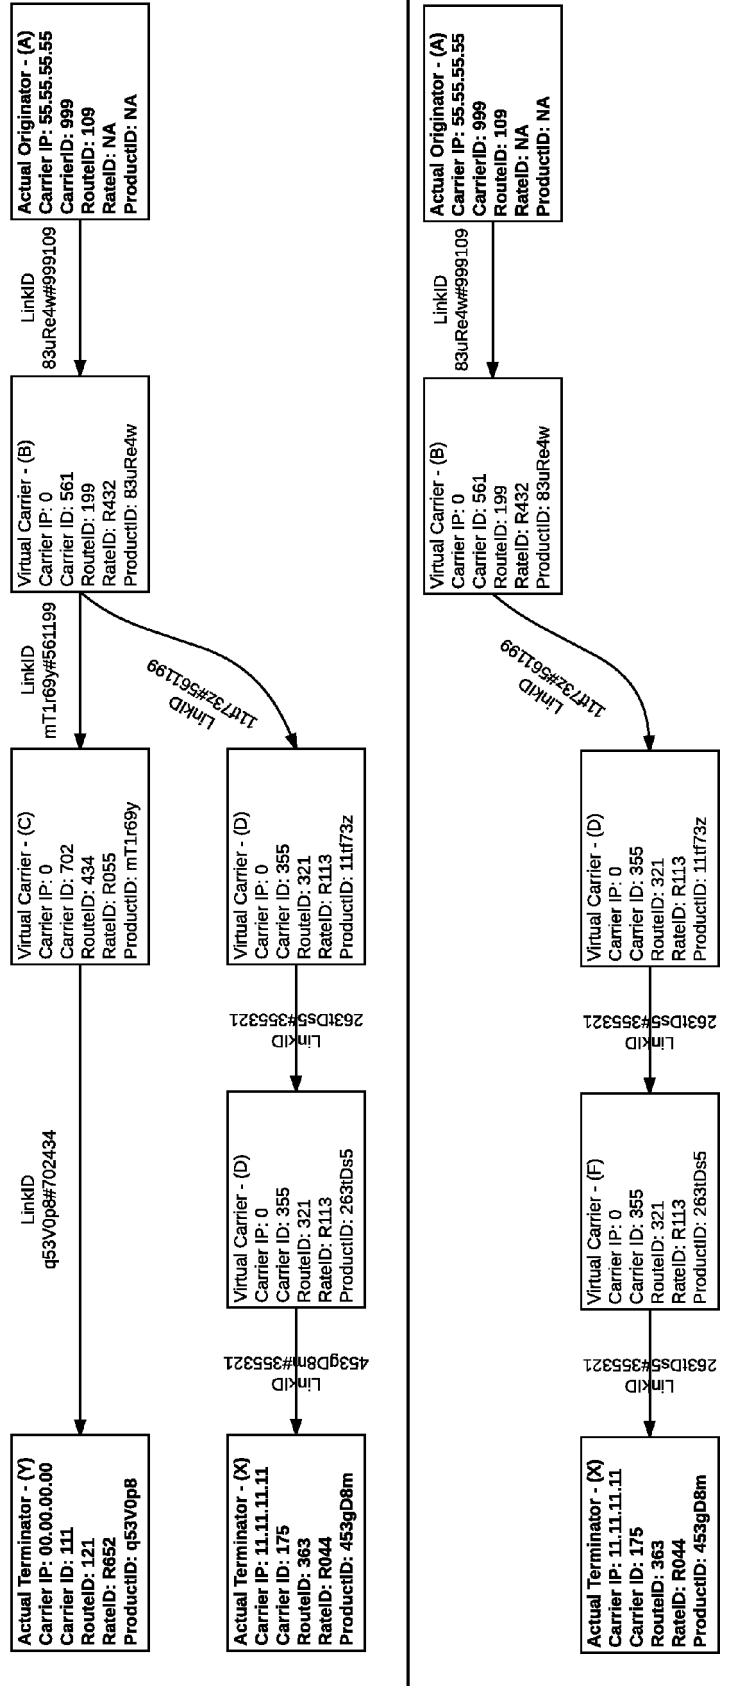 Actual Originator - (A)
Carrier IP: 55.55.55.55
CarrierID: 999
RouteID: 109
RateID: NA
ProductID: NA
LinkID
83uRe4w#999109
Virtual Carrier - (B)
Carrier IP: 0
Carrier ID: 561
RouteID: 199
RateID: R432
ProductID: 83uRe4w
LinkID
mT1r69y#561199
LinkID
11tf73z#561199
Virtual Carrier - (C)
Carrier IP: 0
Carrier ID: 702
RouteID: 434
RateID: R055
ProductID: mT1r69y
Virtual Carrier - (D)
Carrier IP: 0
Carrier ID: 355
RouteID: 321
RateID: R113
ProductID: 11tf73z
LinkID
q53V0p8#702434
LinkID
263tDs5#355321
Virtual Carrier - (D)
Carrier IP: 0
Carrier ID: 355
RouteID: 321
RateID: R113
ProductID: 263tDs5
LinkID
453gD8m#355321
Actual Terminator - (Y)
Carrier IP: 00.00.00.00
Carrier ID: 111
RouteID: 121
RateID: R652
ProductID: q53V0p8
Actual Terminator - (X)
Carrier IP: 11.11.11.11
Carrier ID: 175
RouteID: 363
RateID: R044
ProductID: 453gD8m
Actual Originator - (A)
Carrier IP: 55.55.55.55
CarrierID: 999
RouteID: 109
RateID: NA
ProductID: NA
LinkID
83uRe4w#999109
Virtual Carrier - (B)
Carrier IP: 0
Carrier ID: 561
RouteID: 199
RateID: R432
ProductID: 83uRe4w
LinkID
11tf73z#561199
Virtual Carrier - (D)
Carrier IP: 0
Carrier ID: 355
RouteID: 321
RateID: R113
ProductID: 11tf73z
LinkID
263tDs5#355321
Virtual Carrier - (F)
Carrier IP: 0
Carrier ID: 355
RouteID: 321
RateID: R113
ProductID: 263tDs5
LinkID
263tDs5#355321
Actual Terminator - (X)
Carrier IP: 11.11.11.11
Carrier ID: 175
RouteID: 363
RateID: R044
ProductID: 453gD8m